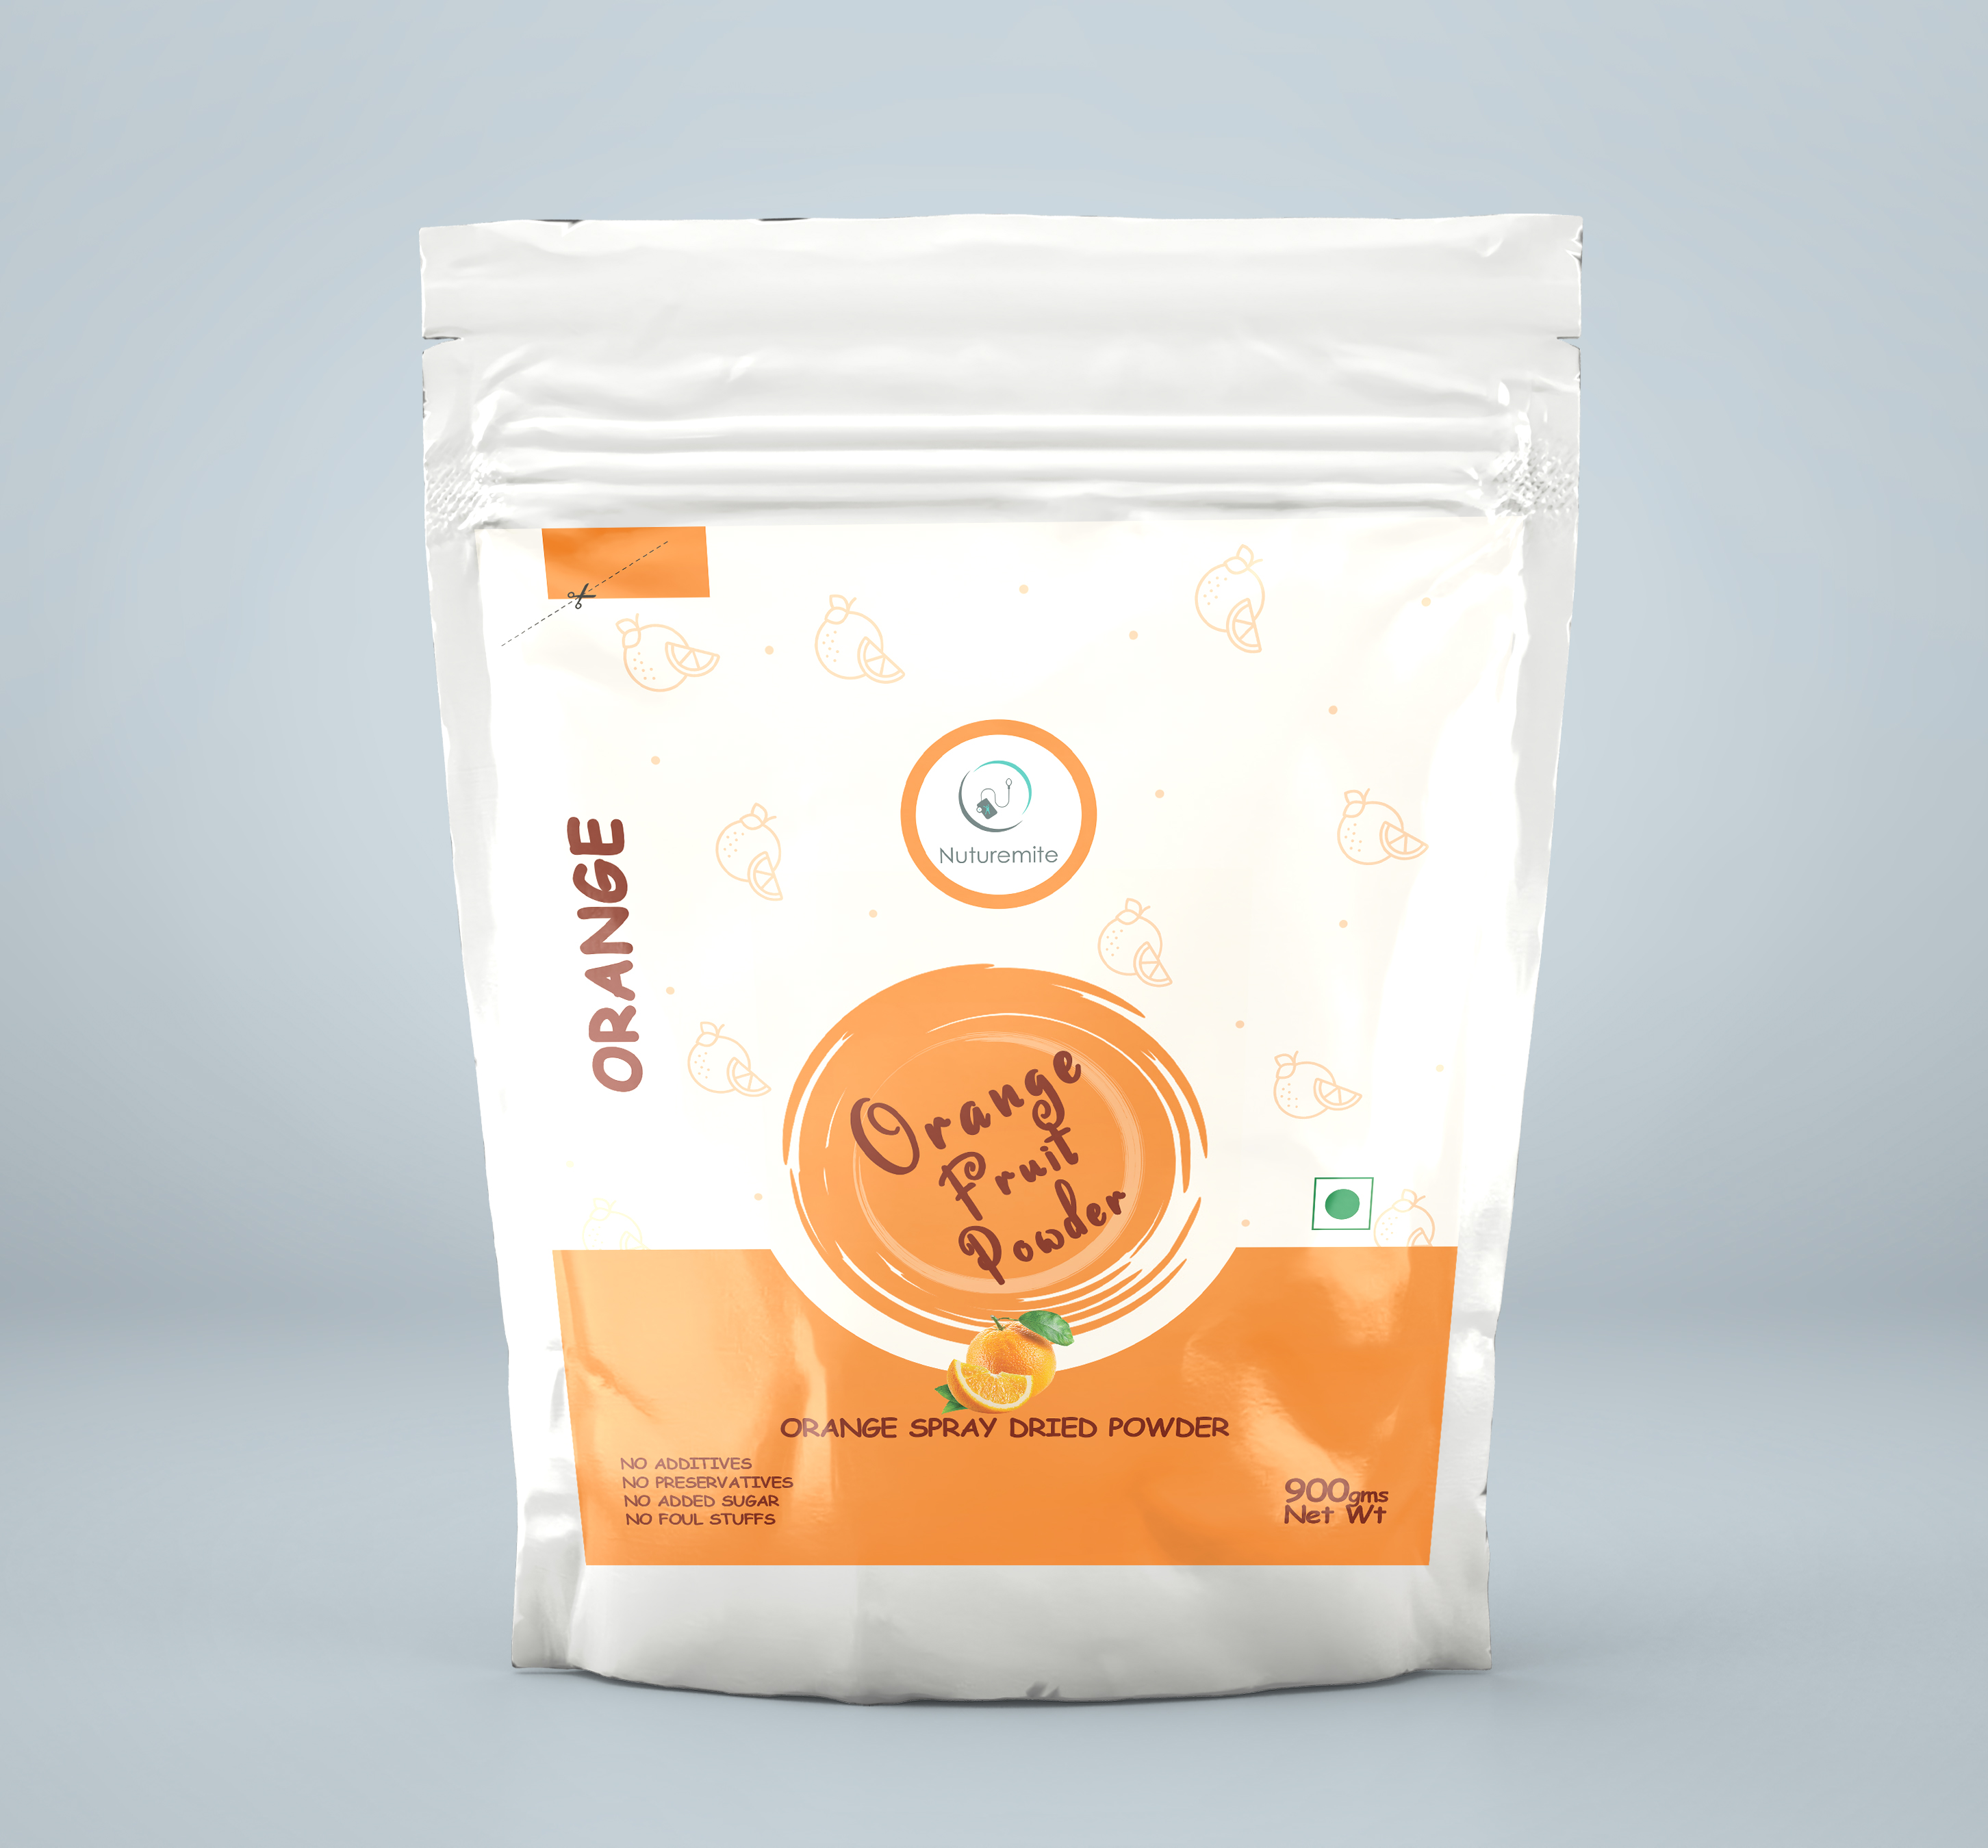 Nuturemite
ORANGE
Orange
Fruit
Powder
ORANGE SPRAY DRIED POWDER
NO ADDITIVES
NO PRESERVATIVES
NO ADDED SUGAR
NO FOUL STUFFS
900gms
Net Wt